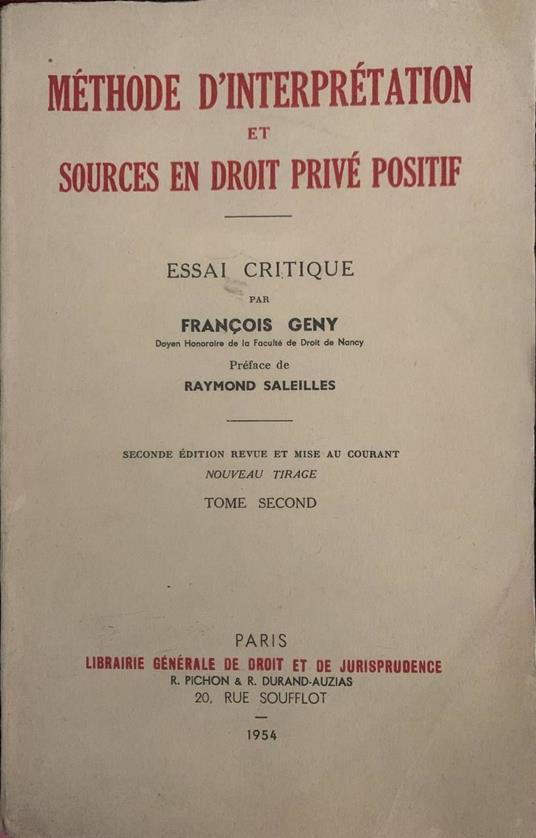 MÉTHODE D'INTERPRÉTATION
ET
SOURCES EN DROIT PRIVÉ POSITIF
ESSAI CRITIQUE
PAR
FRANÇOIS GENY
Doyen Honoraire de la Faculté de Droit de Nancy
Préface de
RAYMOND SALEILLES
SECONDE ÉDITION REVUE ET MISE AU COURANT
NOUVEAU TIRAGE
TOME SECOND
PARIS
LIBRAIRIE GÉNÉRALE DE DROIT ET DE JURISPRUDENCE
R. PICHON & R. DURAND-AUZIAS
20, RUE SOUFFLOT
1954